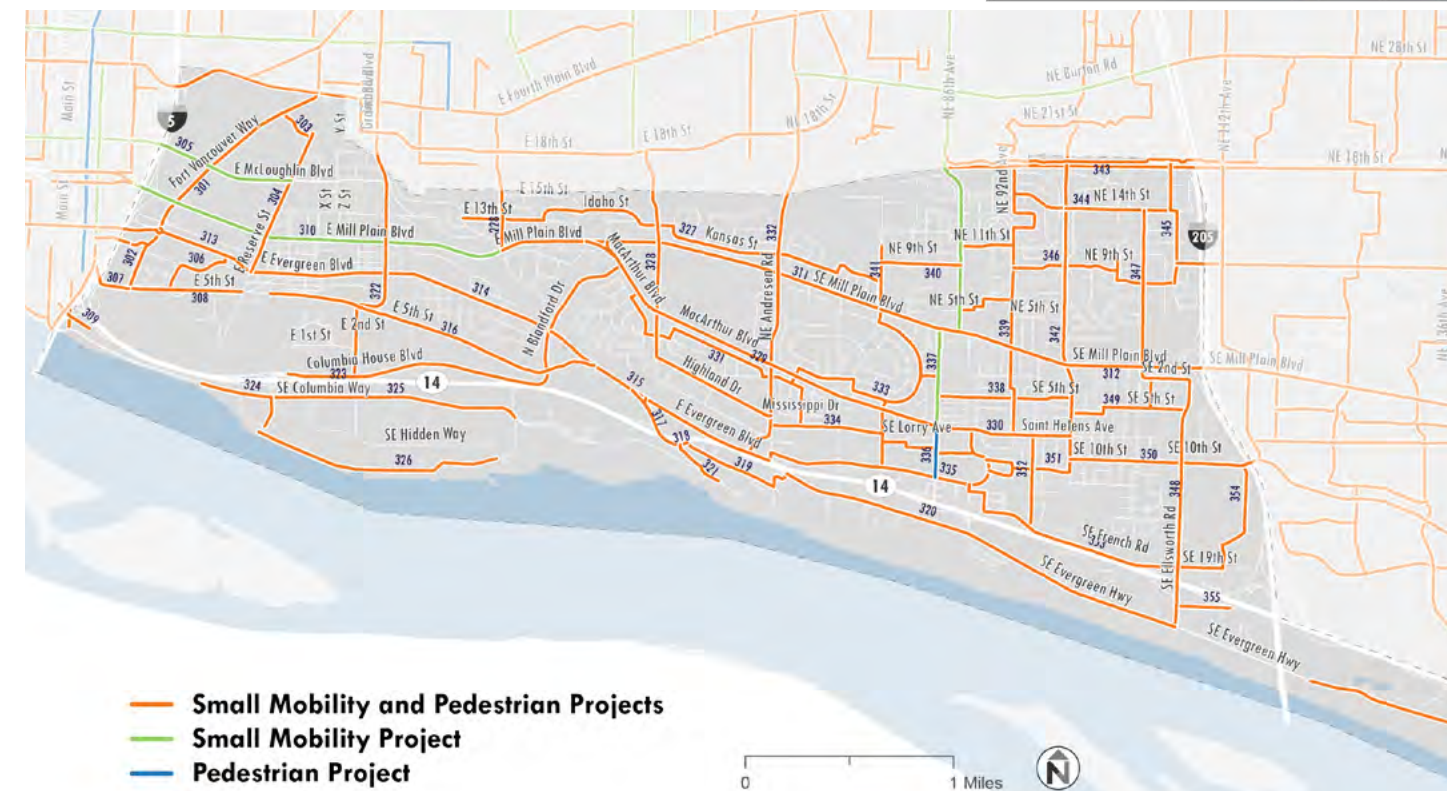 NE 28th St
E Fourth Plain Blvd
NE Burton Rd
NE 86th Ave
NE 112th Ave
Main St
5
303
Y St
NE 21st St
NE 18th St
E 18th St
E 18th St
305
Fort Vancouver Way
NE 18th St
343
E McLoughlin Blvd
301
304
X St
Z St
E 15th St
NE 92nd Ave
344 NE 14th St
345
Main St
E 13th St
Idaho St
310
E Mill Plain Blvd
228
E Mill Plain Blvd
327
Kansas St
332
NE 11th St
205
302
313
E Reserve St
306
E Evergreen Blvd
MacArthur Blvd
328
NE Andresen Rd
311
SE Mill Plain Blvd
341
NE 9th St
340
346
NE 9th St
347
307
E 5th St
308
322
314
N Blandford Dr
NE 5th St
NE 5th St
339
342
309
E 5th St
E 2nd St
316
E 1st St
MacArthur Blvd
329
331
Columbia House Blvd
323
SE Mill Plain Blvd
312
SE 2nd St
SE Mill Plain Blvd
324
SE Columbia Way
325
14
315
Highland Dr
333
337
338
SE 5th St
349
SE 5th St
Mississippi Dr
334
317
E Evergreen Blvd
SE Lorry Ave
330
Saint Helens Ave
SE Hidden Way
326
318
319
321
336
335
352
351
SE 10th St
350
SE 10th St
14
320
348
354
SE French Rd
353
SE Ellsworth Rd
SE 19th St
SE Evergreen Hwy
355
SE Evergreen Hwy
Small Mobility and Pedestrian Projects
Small Mobility Project
Pedestrian Project
0
1 Miles
N